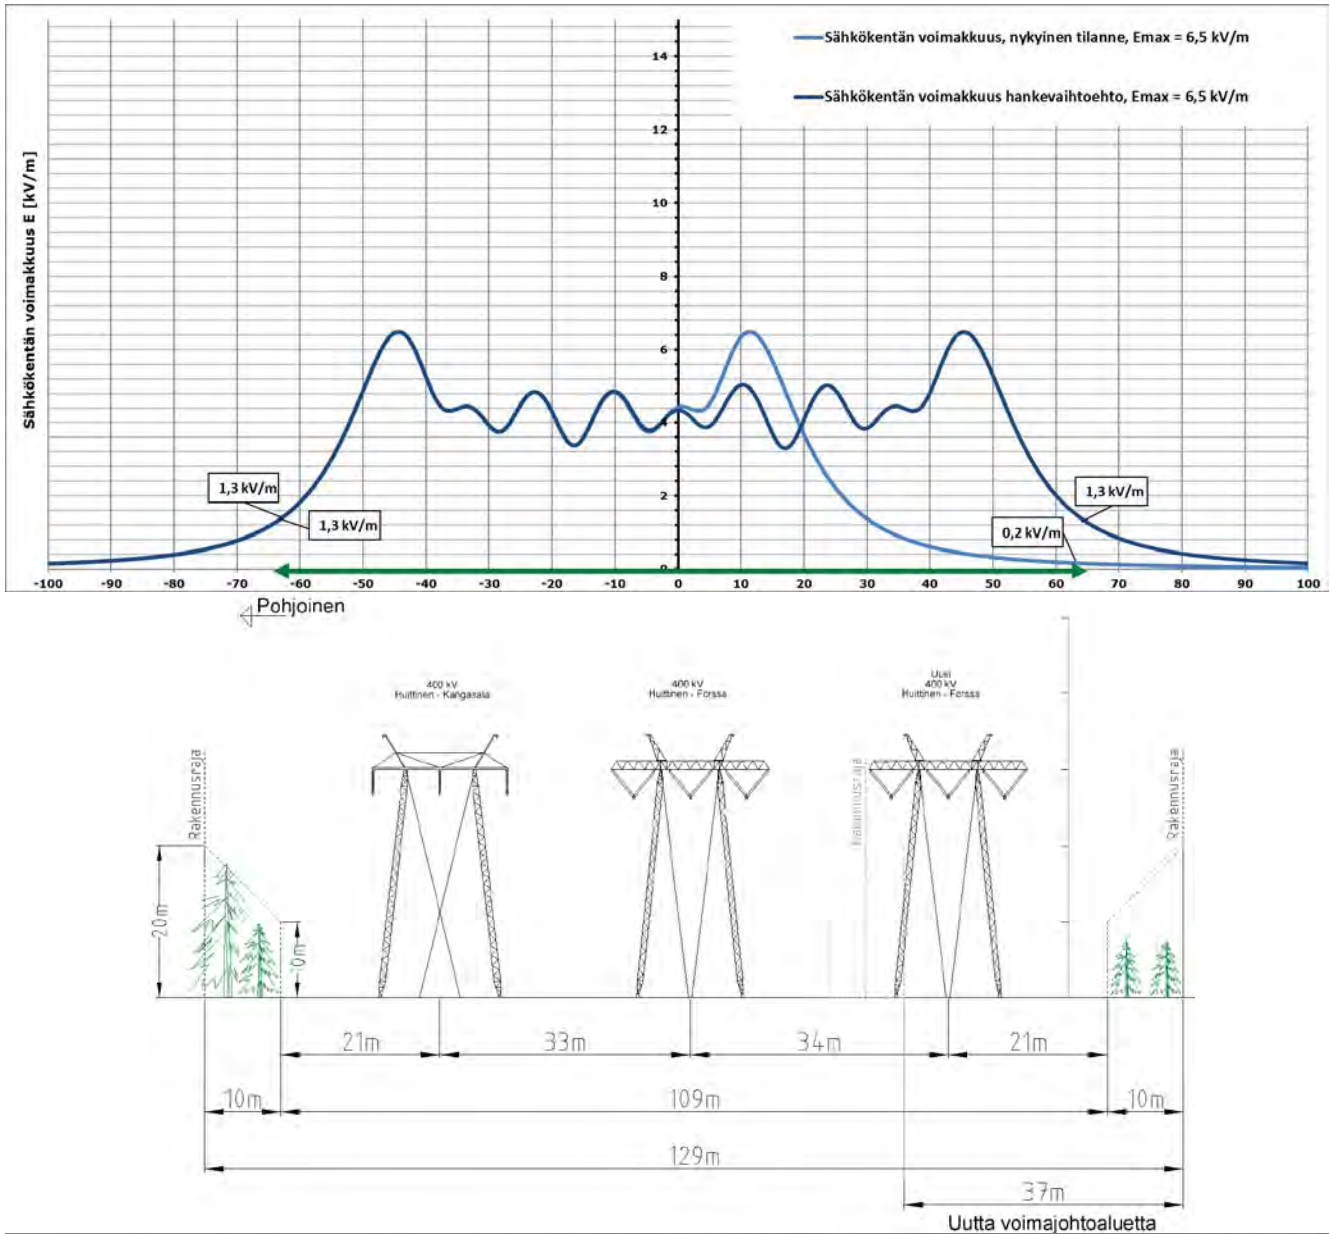 Sähkökentän voimakkuus, nykyinen tilanne, Emax = 6,5 kV/m
Sähkökentän voimakkuus hankevaihtoehto, Emax = 6,5 kV/m
Sähkökentän voimakkuus E [kV/m]
14
12
10
8
6
4
2
0
1,3 kV/m
1,3 kV/m
1,3 kV/m
0,2 kV/m
-100 -90 -80 -70 -60 -50 -40 -30 -20 -10 0 10 20 30 40 50 60 70 80 90 100
Pohjoinen
400 kV
Huittinen - Kangasala
400 kV
Huittinen - Forssa
Uusi
400 kV
Huittinen - Forssa
Rakennusraja
Rakennusraja
Rakennusraja
20m
10m
21m 33m 34m 21m
10m 109m 10m
129m
37m
Uutta voimajohtoaluetta